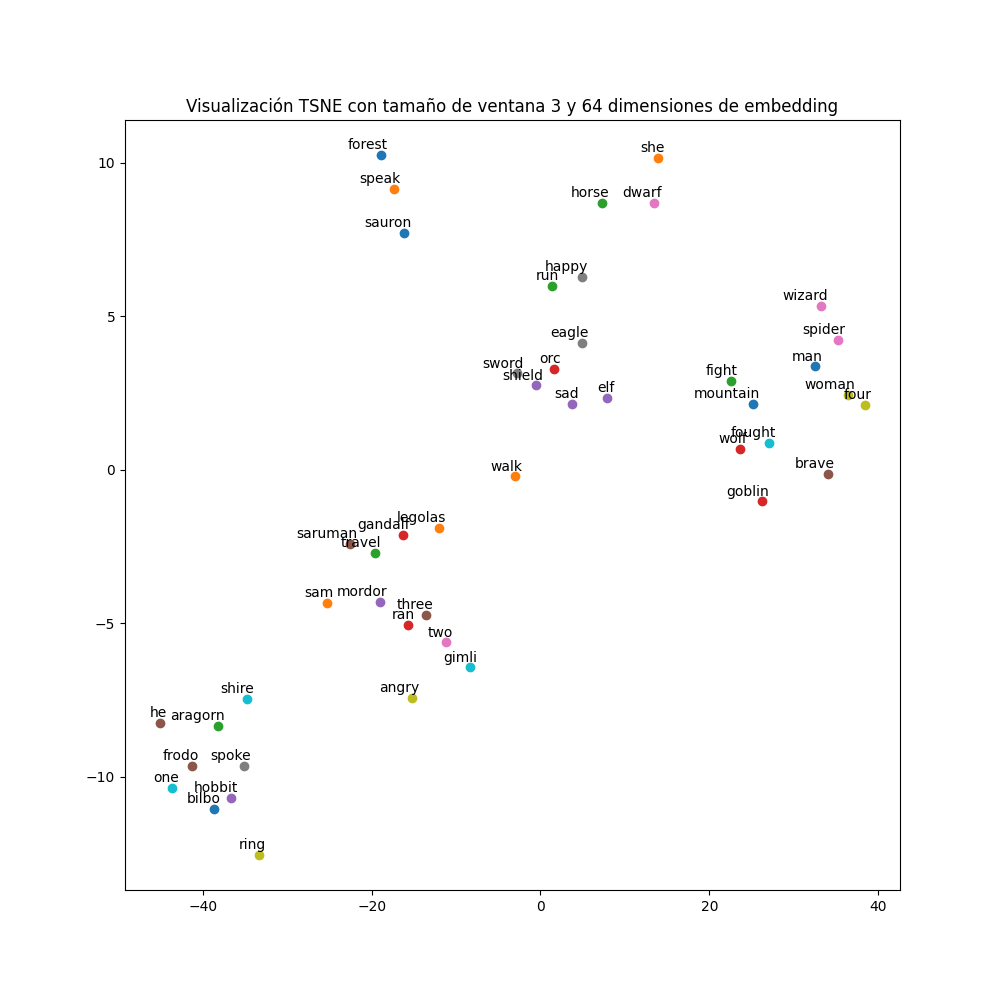 Visualización TSNE con tamaño de ventana 3 y 64 dimensiones de embedding
forest
she
speak
horse
dwarf
sauron
happy
run
wizard
eagle
spider
orc
man
sword
shield
fight
woman
sad
elf
mountain
four
fought
wolf
walk
brave
goblin
legolas
gandalf
saruman
travel
sam
mordor
three
ran
two
gimli
shire
angry
he
aragorn
frodo
spoke
one
hobbit
bilbo
ring
10
5
0
−5
−10
−40
−20
0
20
40